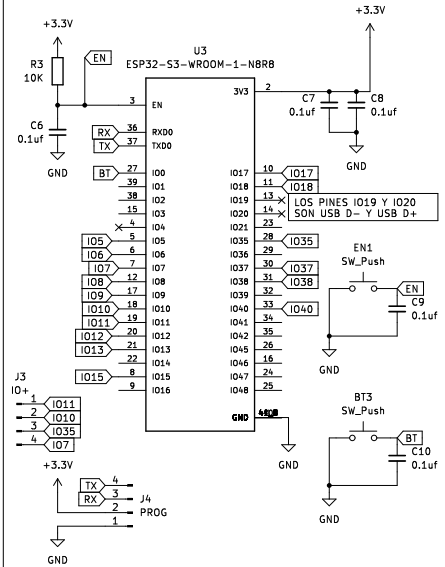 +3.3V
+3.3V
R3
10K
EN
U3
ESP32-S3-WROOM-1-N8R8
3 EN
3V3 2
C6
0.1uf
GND
C7
0.1uf
C8
0.1uf
GND
RX 36 RXD0
TX 37 TXD0
BT 27 IO0
39 IO1
38 IO2
15 IO3
4 IO4
IO5 5 IO5
IO6 6 IO6
IO7 7 IO7
IO8 12 IO8
IO9 17 IO9
IO10 18 IO10
IO11 19 IO11
IO12 20 IO12
IO13 21 IO13
22 IO14
IO15 8 IO15
9 IO16
IO17 10 IO17
IO18 11 IO18
IO19 13
IO20 14
IO21 23
IO35 28 IO35
IO36 29
IO37 30 IO37
IO38 31 IO38
IO39 32
IO40 33 IO40
IO41 34
IO42 35
IO45 26
IO46 16
IO47 24
IO48 25
GND
GND
LOS PINES IO19 Y IO20
SON USB D- Y USB D+
EN1
SW_Push
EN
C9
0.1uf
GND
BT3
SW_Push
BT
C10
0.1uf
GND
J3
IO+
1 IO11
2 IO10
3 IO35
4 IO7
+3.3V
TX 4
RX 3
2
1
J4
PROG
GND